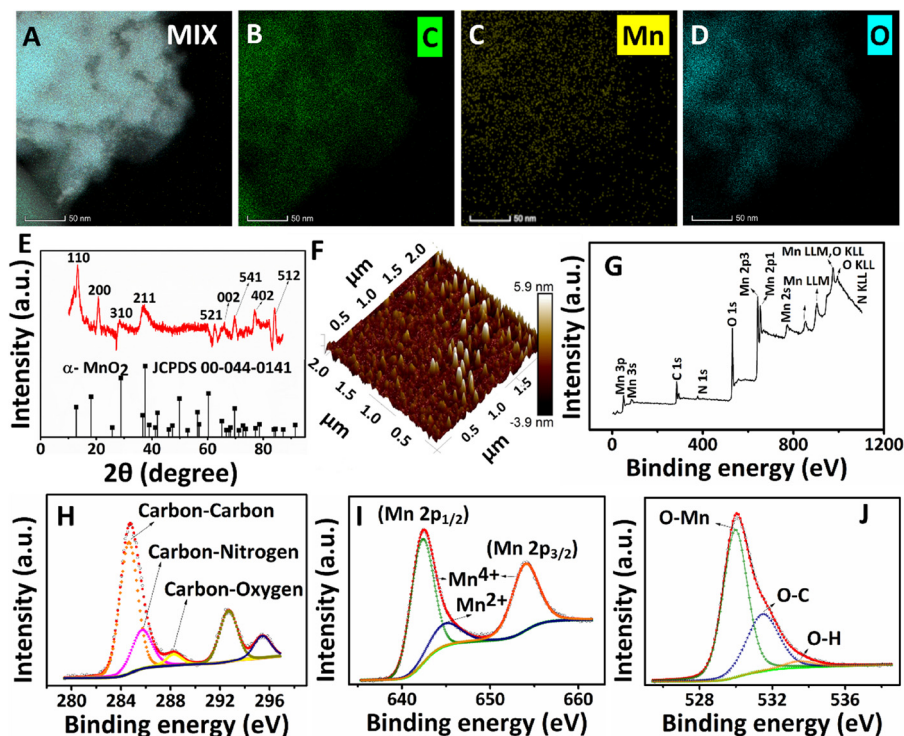 A MIX
50 nm
B C
50 nm
C Mn
50 nm
D O
50 nm
E
Intensity (a.u.)
110
200
310
211
521
002
541
402
512
α- MnO2 JCPDS 00-044-0141
0 20 40 60 80
2θ (degree)
F
μm
0.5 1.0 1.5 2.0
2.0 1.5 1.0 0.5
μm
0.5 1.0 1.5 2.0
μm
5.9 nm
-3.9 nm
G
Intensity (a.u.)
Mn 3p
Mn 3s
C 1s
N 1s
O 1s
Mn 2p3
Mn 2p1
Mn 2s
Mn LLM
Mn LLM,O KLL
O KLL
N KLL
0 400 800 1200
Binding energy (eV)
H
Intensity (a.u.)
Carbon-Carbon
Carbon-Nitrogen
Carbon-Oxygen
280 284 288 292 296
Binding energy (eV)
I
Intensity (a.u.)
(Mn 2p1/2)
(Mn 2p3/2)
Mn4+
Mn2+
640 650 660
Binding energy (eV)
J
Intensity (a.u.)
O-Mn
O-C
O-H
528 532 536
Binding energy (eV)